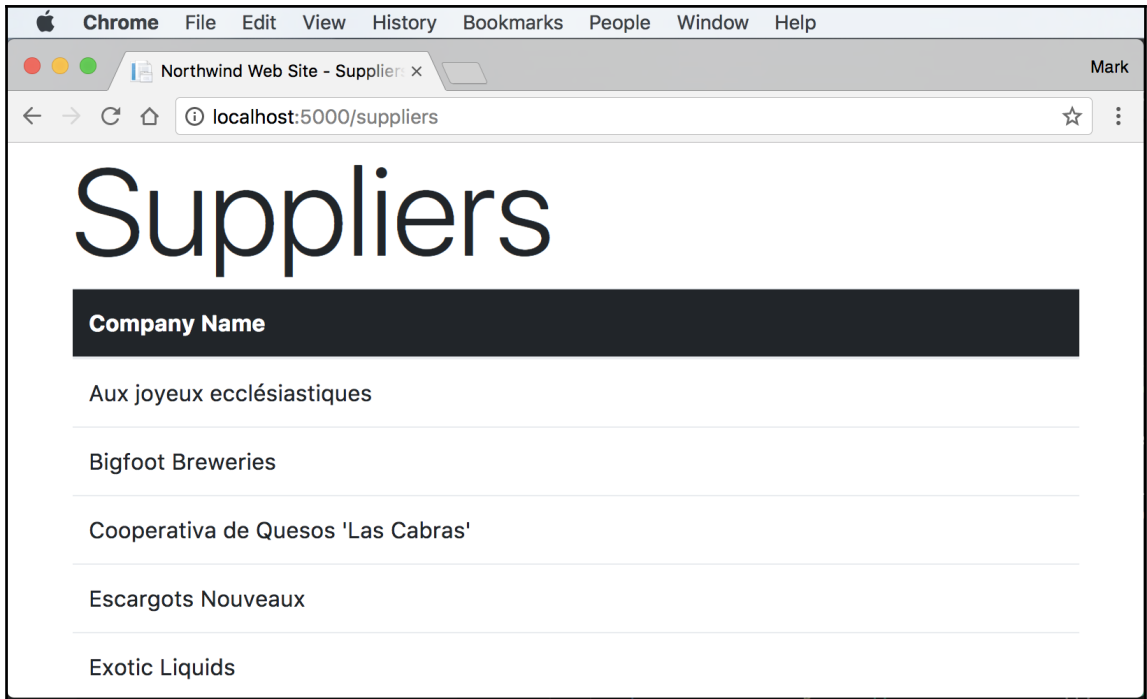 Chrome File Edit View History Bookmarks People Window Help
Northwind Web Site - Supplier
Mark
localhost:5000/suppliers
Suppliers
Company Name
Aux joyeux ecclésiastiques
Bigfoot Breweries
Cooperativa de Quesos 'Las Cabras'
Escargots Nouveaux
Exotic Liquids